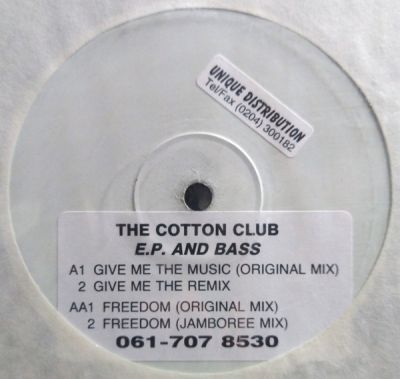 UNIQUE DISTRIBUTION
Tel/Fax (0204) 300182
THE COTTON CLUB
E.P. AND BASS
A1 GIVE ME THE MUSIC (ORIGINAL MIX)
2 GIVE ME THE REMIX
AA1 FREEDOM (ORIGINAL MIX)
2 FREEDOM (JAMBOREE MIX)
061-707 8530